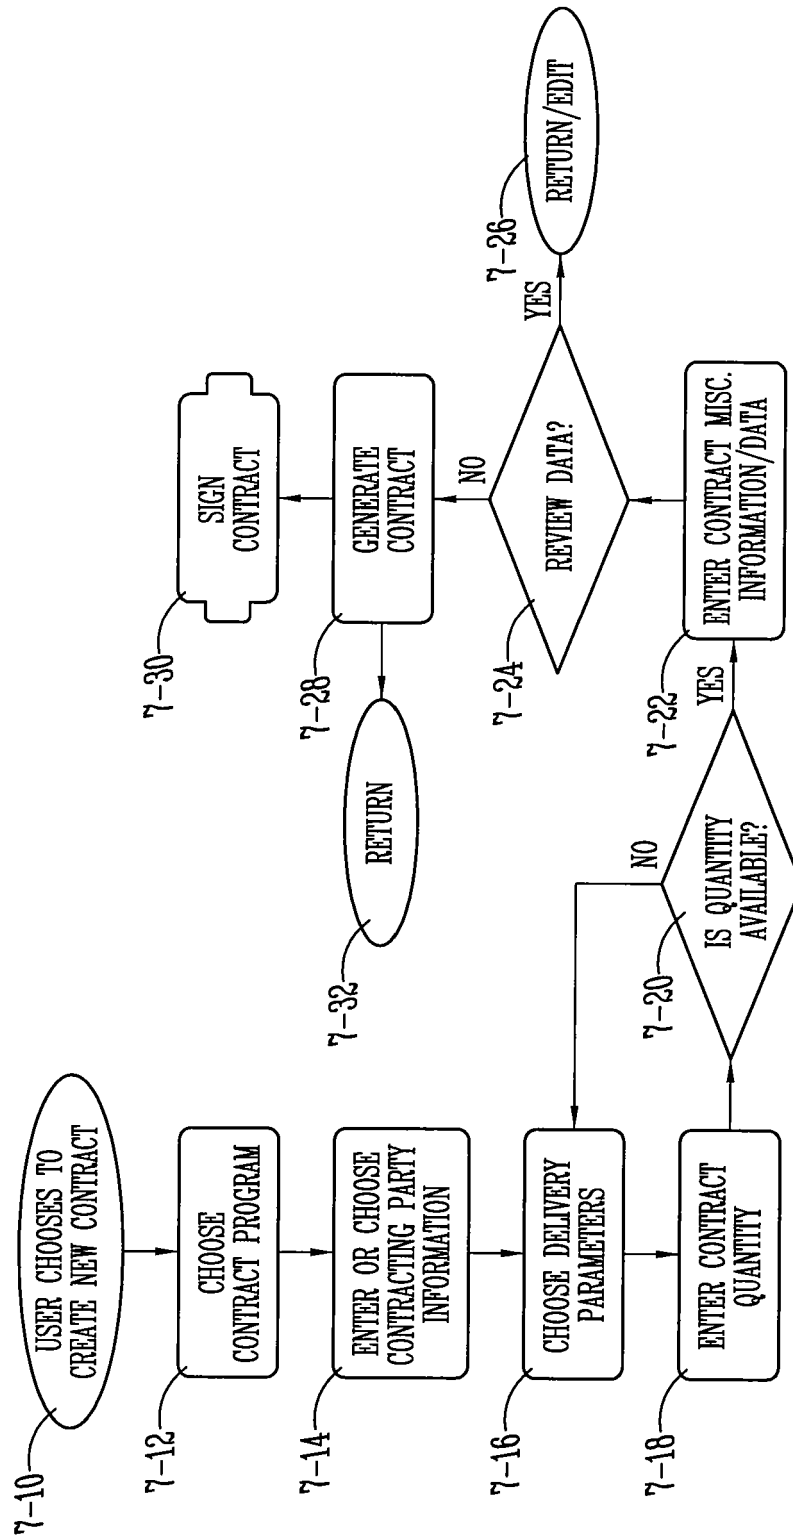 7-10
USER CHOOSES TO
CREATE NEW CONTRACT
7-12
CHOOSE
CONTRACT PROGRAM
7-14
ENTER OR CHOOSE
CONTRACTING PARTY
INFORMATION
7-16
CHOOSE DELIVERY
PARAMETERS
7-18
ENTER CONTRACT
QUANTITY
7-20
IS QUANTITY
AVAILABLE?
NO
YES
7-22
ENTER CONTRACT MISC.
INFORMATION/DATA
7-24
REVIEW DATA?
YES
7-26
RETURN/EDIT
NO
7-28
GENERATE
CONTRACT
7-30
SIGN
CONTRACT
7-32
RETURN